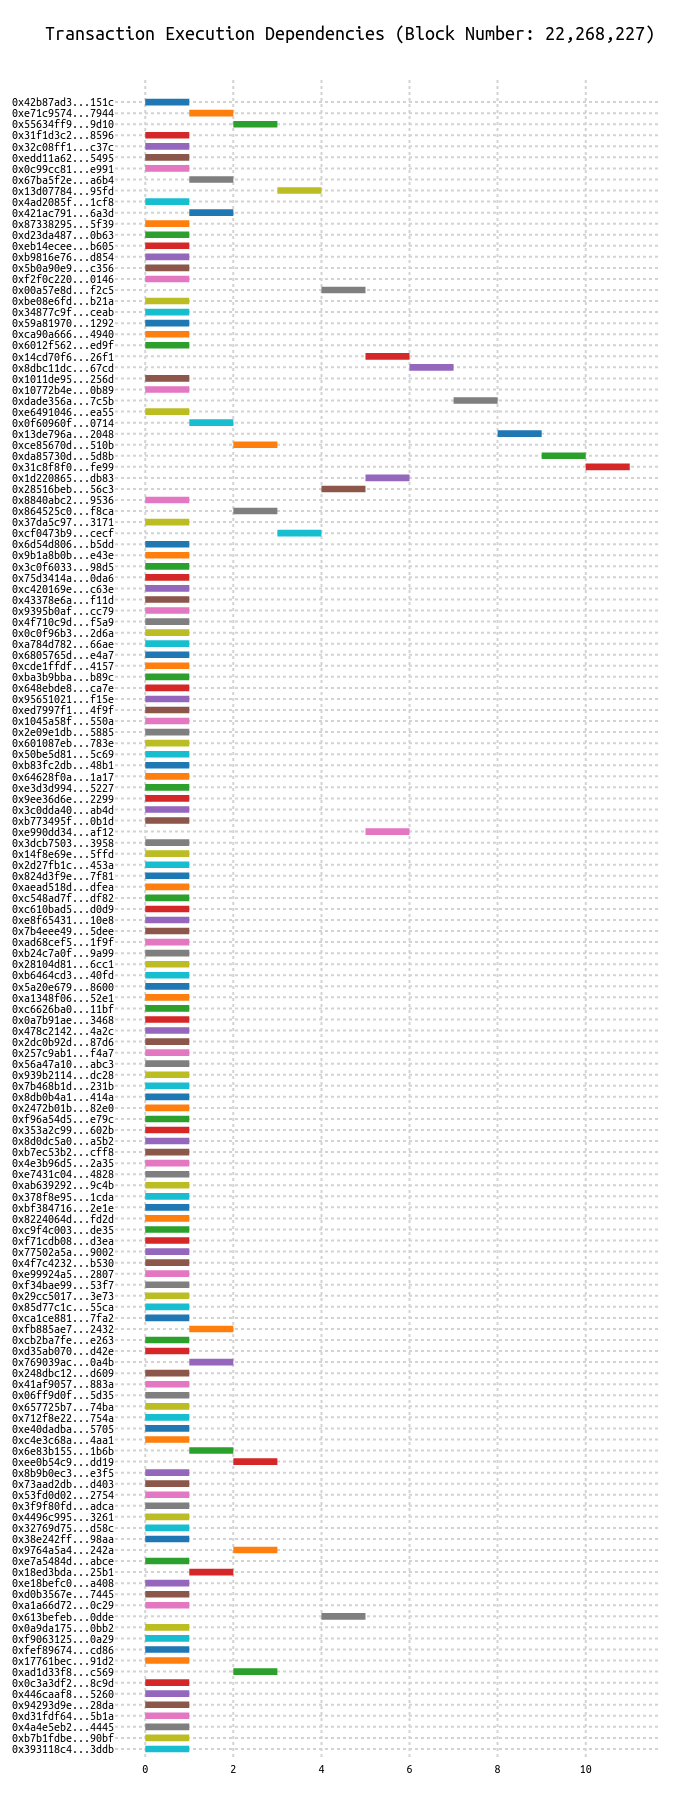 Transaction Execution Dependencies (Block Number: 22,268,227)
0x42b87ad3...151c
0xe71c9574...7944
0x55634ff9...9d10
0x31f1d3c2...8596
0x32c08ff1...c37c
0xedd11a62...5495
0x0c99cc81...e991
0x67ba5f2e...a6b4
0x13d07784...95fd
0x4ad2085f...1cf8
0x421ac791...6a3d
0x87338295...5f39
0xd23da487...0b63
0xeb14ecee...b605
0xb9816e76...d854
0x5b0a90e9...c356
0xf2f0c220...0146
0x00a57e8d...f2c5
0xbe08e6fd...b21a
0x34877c9f...ceab
0x59a81970...1292
0xca90a666...4940
0x6012f562...ed9f
0x14cd70f6...26f1
0x8dbc11dc...67cd
0x1011de95...256d
0x10772b4e...0b89
0xdade356a...7c5b
0xe6491046...ea55
0x0f60960f...0714
0x13de796a...2048
0xce85670d...510b
0xda85730d...5d8b
0x31c8f8f0...fe99
0x1d220865...db83
0x28516beb...56c3
0x8840abc2...9536
0x864525c0...f8ca
0x37da5c97...3171
0xcf0473b9...cecf
0x6d54d806...b5dd
0x9b1a8b0b...e43e
0x3c0f6033...98d5
0x75d3414a...0da6
0xc420169e...c63e
0x43378e6a...f11d
0x9395b0af...cc79
0x4f710c9d...f5a9
0x0c0f96b3...2d6a
0xa784d782...66ae
0x6805765d...e4a7
0xcde1ffdf...4157
0xba3b9bba...b89c
0x648ebde8...ca7e
0x95651021...f15e
0xed7997f1...4f9f
0x1045a58f...550a
0x2e09e1db...5885
0x601087eb...783e
0x50be5d81...5c69
0xb83fc2db...48b1
0x64628f0a...1a17
0xe3d3d994...5227
0x9ee36d6e...2299
0x3c0dda40...ab4d
0xb773495f...0b1d
0xe990dd34...af12
0x3dcb7503...3958
0x14f8e69e...5ffd
0x2d27fb1c...453a
0x824d3f9e...7f81
0xaead518d...dfea
0xc548ad7f...df82
0xc610bad5...d0d9
0xe8f65431...10e8
0x7b4eee49...5dee
0xad68cef5...1f9f
0xb24c7a0f...9a99
0x28104d81...6cc1
0xb6464cd3...40fd
0x5a20e679...8600
0xa1348f06...52e1
0xc6626ba0...11bf
0x0a7b91ae...3468
0x478c2142...4a2c
0x2dc0b92d...87d6
0x257c9ab1...f4a7
0x56a47a10...abc3
0x939b2114...dc28
0x7b468b1d...231b
0x8db0b4a1...414a
0x2472b01b...82e0
0xf96a54d5...e79c
0x353a2c99...602b
0x8d0dc5a0...a5b2
0xb7ec53b2...cff8
0x4e3b96d5...2a35
0xe7431c04...4828
0xab639292...9c4b
0x378f8e95...1cda
0xbf384716...2e1e
0x8224064d...fd2d
0xc9f4c003...de35
0xf71cdb08...d3ea
0x77502a5a...9002
0x4f7c4232...b530
0xe99924a5...2807
0xf34bae99...53f7
0x29cc5017...3e73
0x85d77c1c...55ca
0xca1ce881...7fa2
0xfb885ae7...2432
0xcb2ba7fe...e263
0xd35ab070...d42e
0x769039ac...0a4b
0x248dbc12...d609
0x41af9057...883a
0x06ff9d0f...5d35
0x657725b7...74ba
0x712f8e22...754a
0xe40dadba...5705
0xc4e3c68a...4aa1
0x6e83b155...1b6b
0xee0b54c9...dd19
0x8b9b0ec3...e3f5
0x73aad2db...d403
0x53fd0d02...2754
0x3f9f80fd...adca
0x4496c995...3261
0x32769d75...d58c
0x38e242ff...98aa
0x9764a5a4...242a
0xe7a5484d...abce
0x18ed3bda...25b1
0xe18befc0...a408
0xd0b3567e...7445
0xa1a66d72...0c29
0x613befeb...0dde
0x0a9da175...0bb2
0xf9063125...0a29
0xfef89674...cd86
0x17761bec...91d2
0xad1d33f8...c569
0x0c3a3df2...8c9d
0x446caaf8...5260
0x94293d9e...28da
0xd31fdf64...5b1a
0x4a4e5eb2...4445
0xb7b1fdbe...90bf
0x393118c4...3ddb
0 2 4 6 8 10